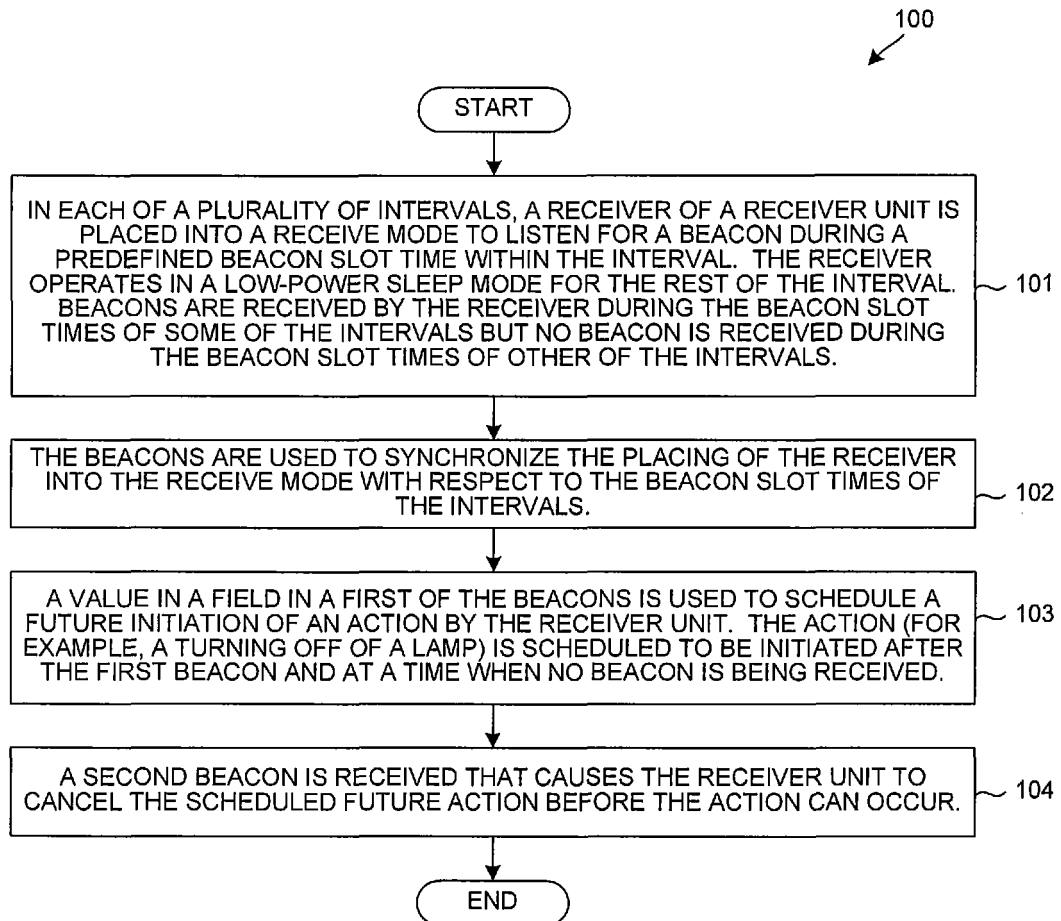 100
START
IN EACH OF A PLURALITY OF INTERVALS, A RECEIVER OF A RECEIVER UNIT IS
PLACED INTO A RECEIVE MODE TO LISTEN FOR A BEACON DURING A
PREDEFINED BEACON SLOT TIME WITHIN THE INTERVAL. THE RECEIVER
OPERATES IN A LOW-POWER SLEEP MODE FOR THE REST OF THE INTERVAL.
BEACONS ARE RECEIVED BY THE RECEIVER DURING THE BEACON SLOT
TIMES OF SOME OF THE INTERVALS BUT NO BEACON IS RECEIVED DURING
THE BEACON SLOT TIMES OF OTHER OF THE INTERVALS.
101
THE BEACONS ARE USED TO SYNCHRONIZE THE PLACING OF THE RECEIVER
INTO THE RECEIVE MODE WITH RESPECT TO THE BEACON SLOT TIMES OF
THE INTERVALS.
102
A VALUE IN A FIELD IN A FIRST OF THE BEACONS IS USED TO SCHEDULE A
FUTURE INITIATION OF AN ACTION BY THE RECEIVER UNIT. THE ACTION (FOR
EXAMPLE, A TURNING OFF OF A LAMP) IS SCHEDULED TO BE INITIATED AFTER
THE FIRST BEACON AND AT A TIME WHEN NO BEACON IS BEING RECEIVED.
103
A SECOND BEACON IS RECEIVED THAT CAUSES THE RECEIVER UNIT TO
CANCEL THE SCHEDULED FUTURE ACTION BEFORE THE ACTION CAN OCCUR.
104
END